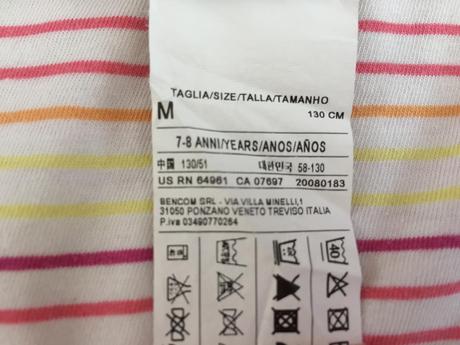 TAGLIA/SIZE/TALLA/TAMANHO
M 130 CM
7-8 ANNI/YEARS/ANOS/AÑOS
中国 130/51 대한민국 58-130
US RN 64961 CA 07697 20080183
BENCOM SRL - VIA VILLA MINELLI,1
31050 PONZANO VENETO TREVISO ITALIA
P.iva 03490770264
40